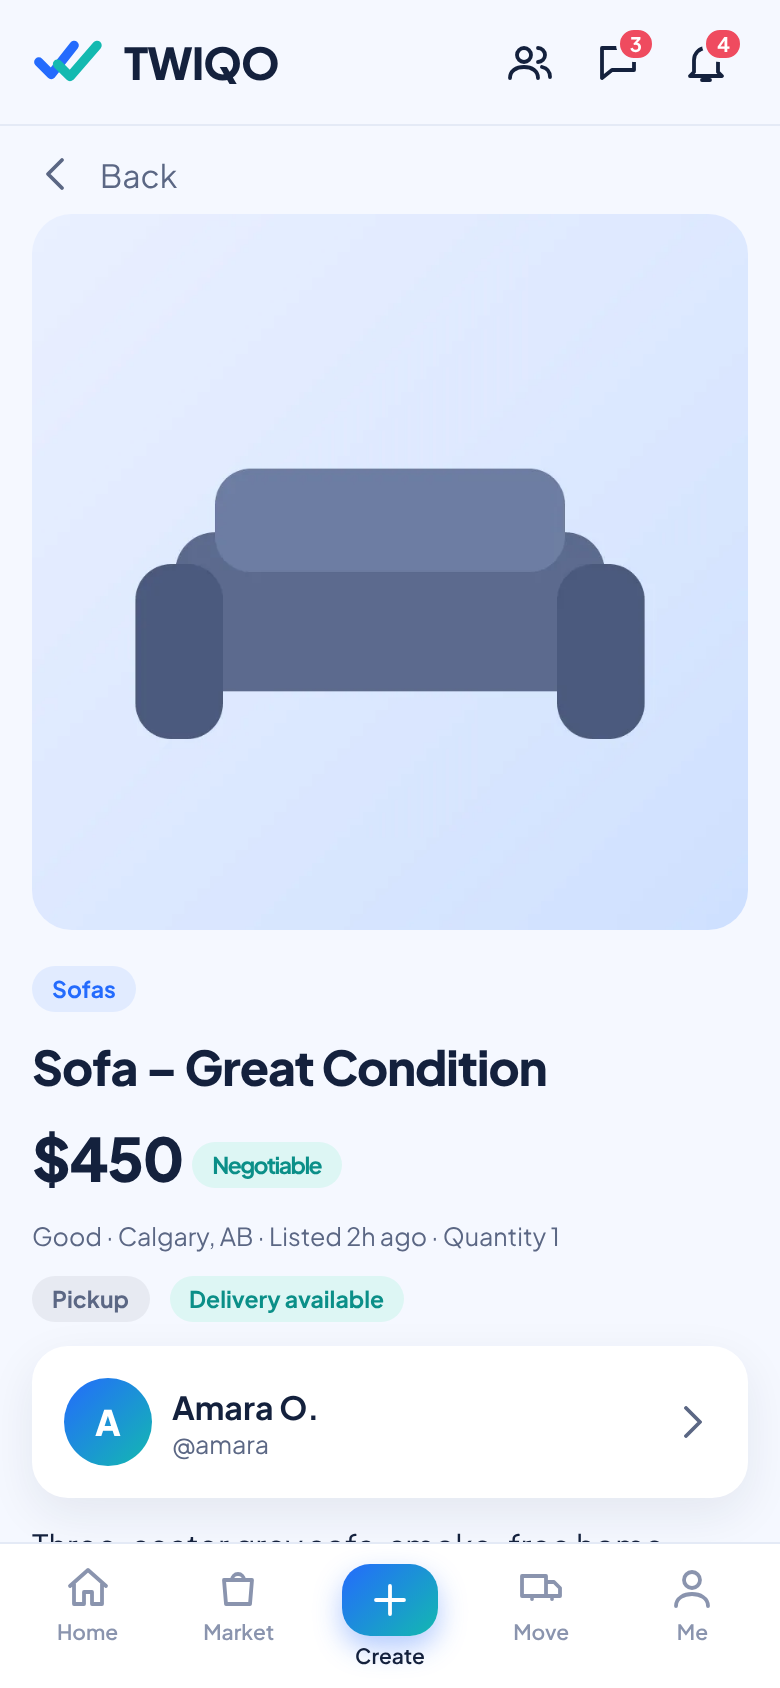 TWIQO
3
4
Back
Sofas
Sofa – Great Condition
$450 Negotiable
Good · Calgary, AB · Listed 2h ago · Quantity 1
Pickup Delivery available
A
Amara O.
@amara
Home Market Create Move Me